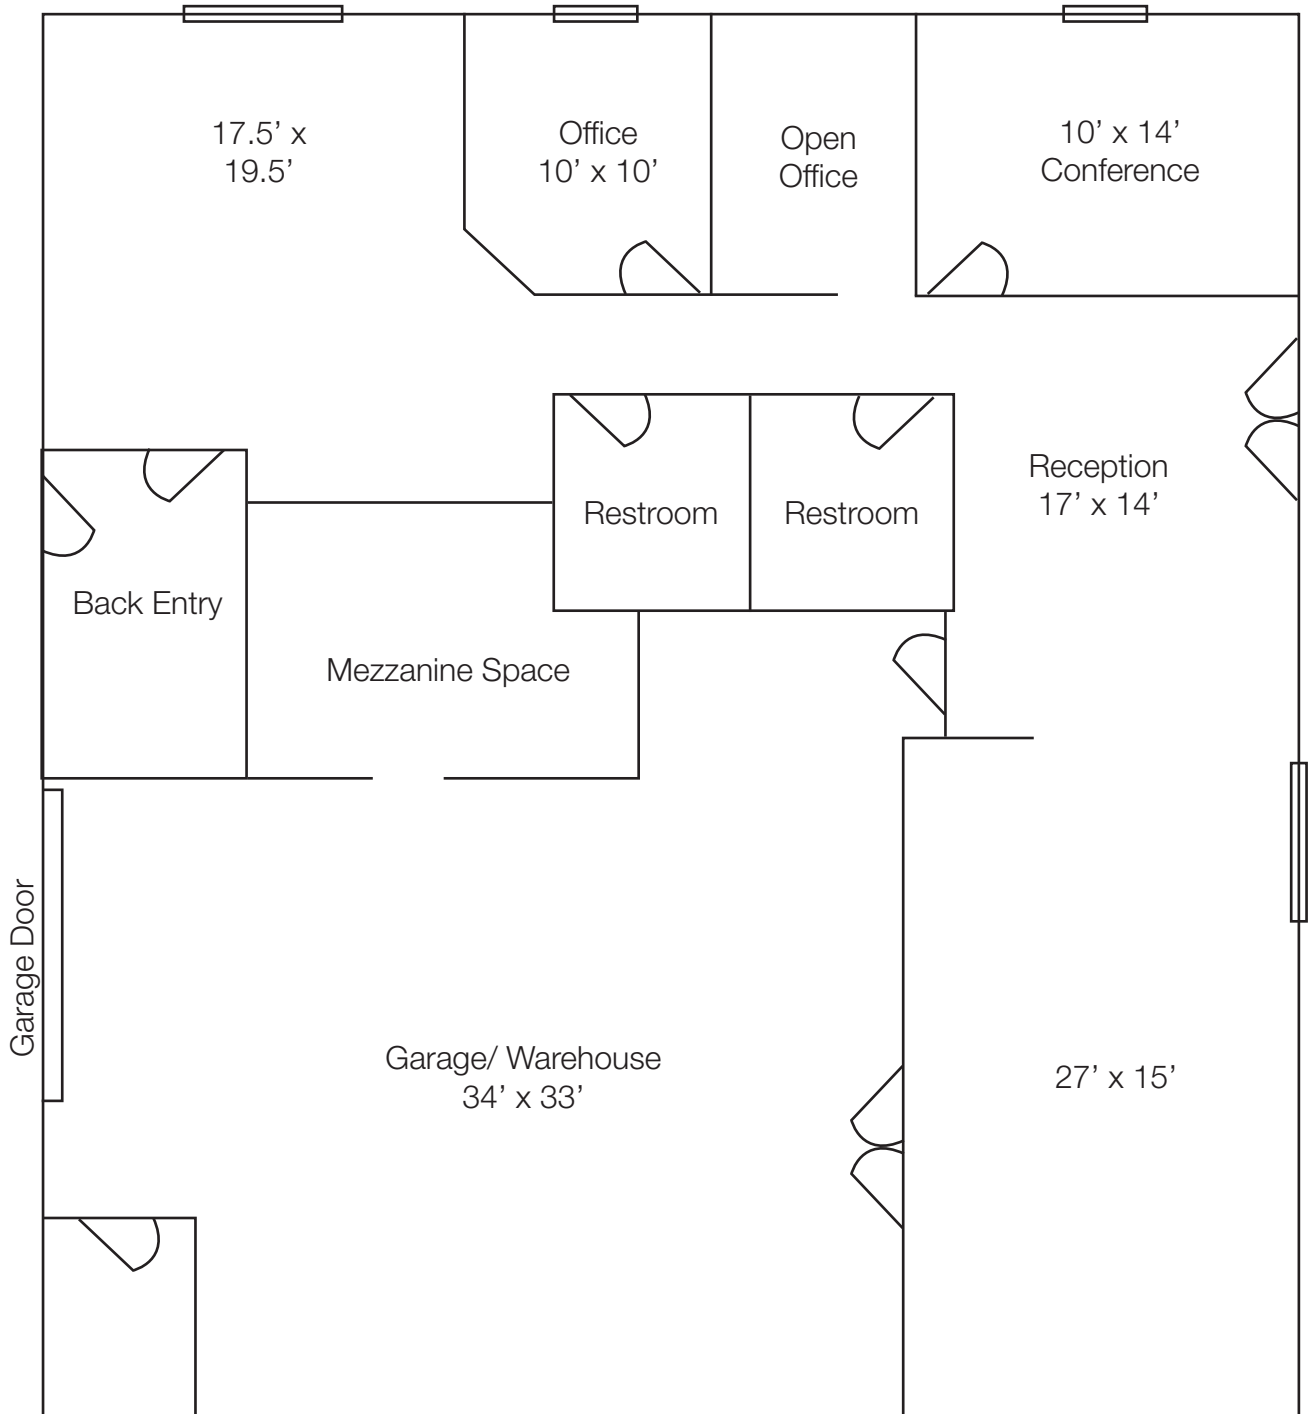 17.5’ x
19.5’
Office
10’ x 10’
Open
Office
10’ x 14’
Conference
Reception
17’ x 14’
Restroom
Restroom
Back Entry
Mezzanine Space
Garage Door
Garage/ Warehouse
34’ x 33’
27’ x 15’